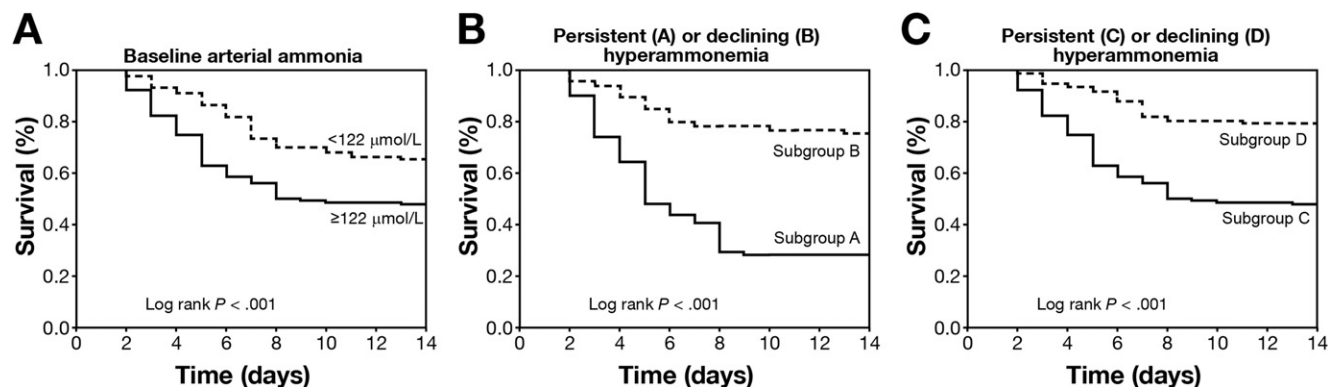 A
Baseline arterial ammonia
Survival (%)
1.0
0.8
0.6
0.4
0.2
0.0
<122 μmol/L
≥122 μmol/L
Log rank P < .001
0 2 4 6 8 10 12 14
Time (days)
B
Persistent (A) or declining (B)
hyperammonemia
Survival (%)
1.0
0.8
0.6
0.4
0.2
0.0
Subgroup B
Subgroup A
Log rank P < .001
0 2 4 6 8 10 12 14
Time (days)
C
Persistent (C) or declining (D)
hyperammonemia
Survival (%)
1.0
0.8
0.6
0.4
0.2
0.0
Subgroup D
Subgroup C
Log rank P < .001
0 2 4 6 8 10 12 14
Time (days)